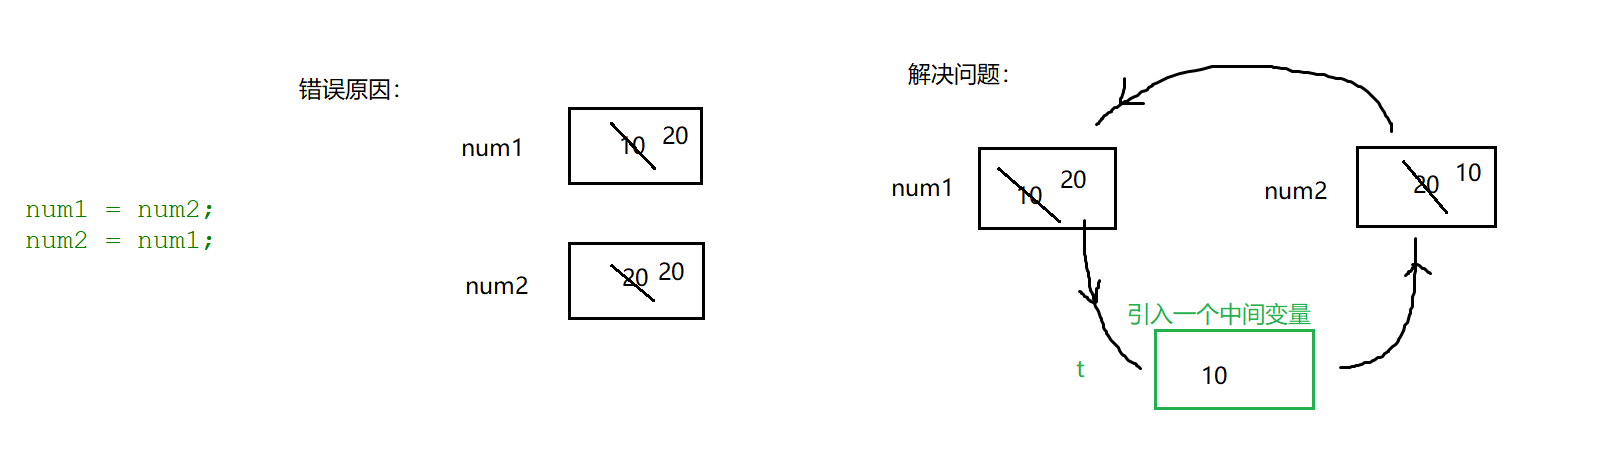 num1 = num2;
num2 = num1;
错误原因：
num1
10 20
num2
20 20
解决问题：
num1
10 20
num2
20 10
引入一个中间变量
t
10